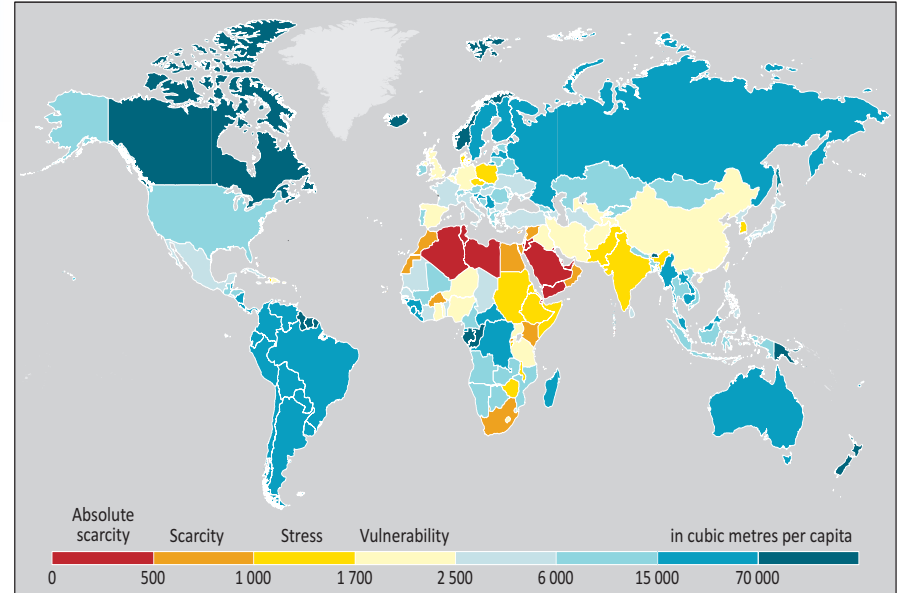 Absolute
scarcity
Scarcity
Stress
Vulnerability
in cubic metres per capita
0
500
1 000
1 700
2 500
6 000
15 000
70 000